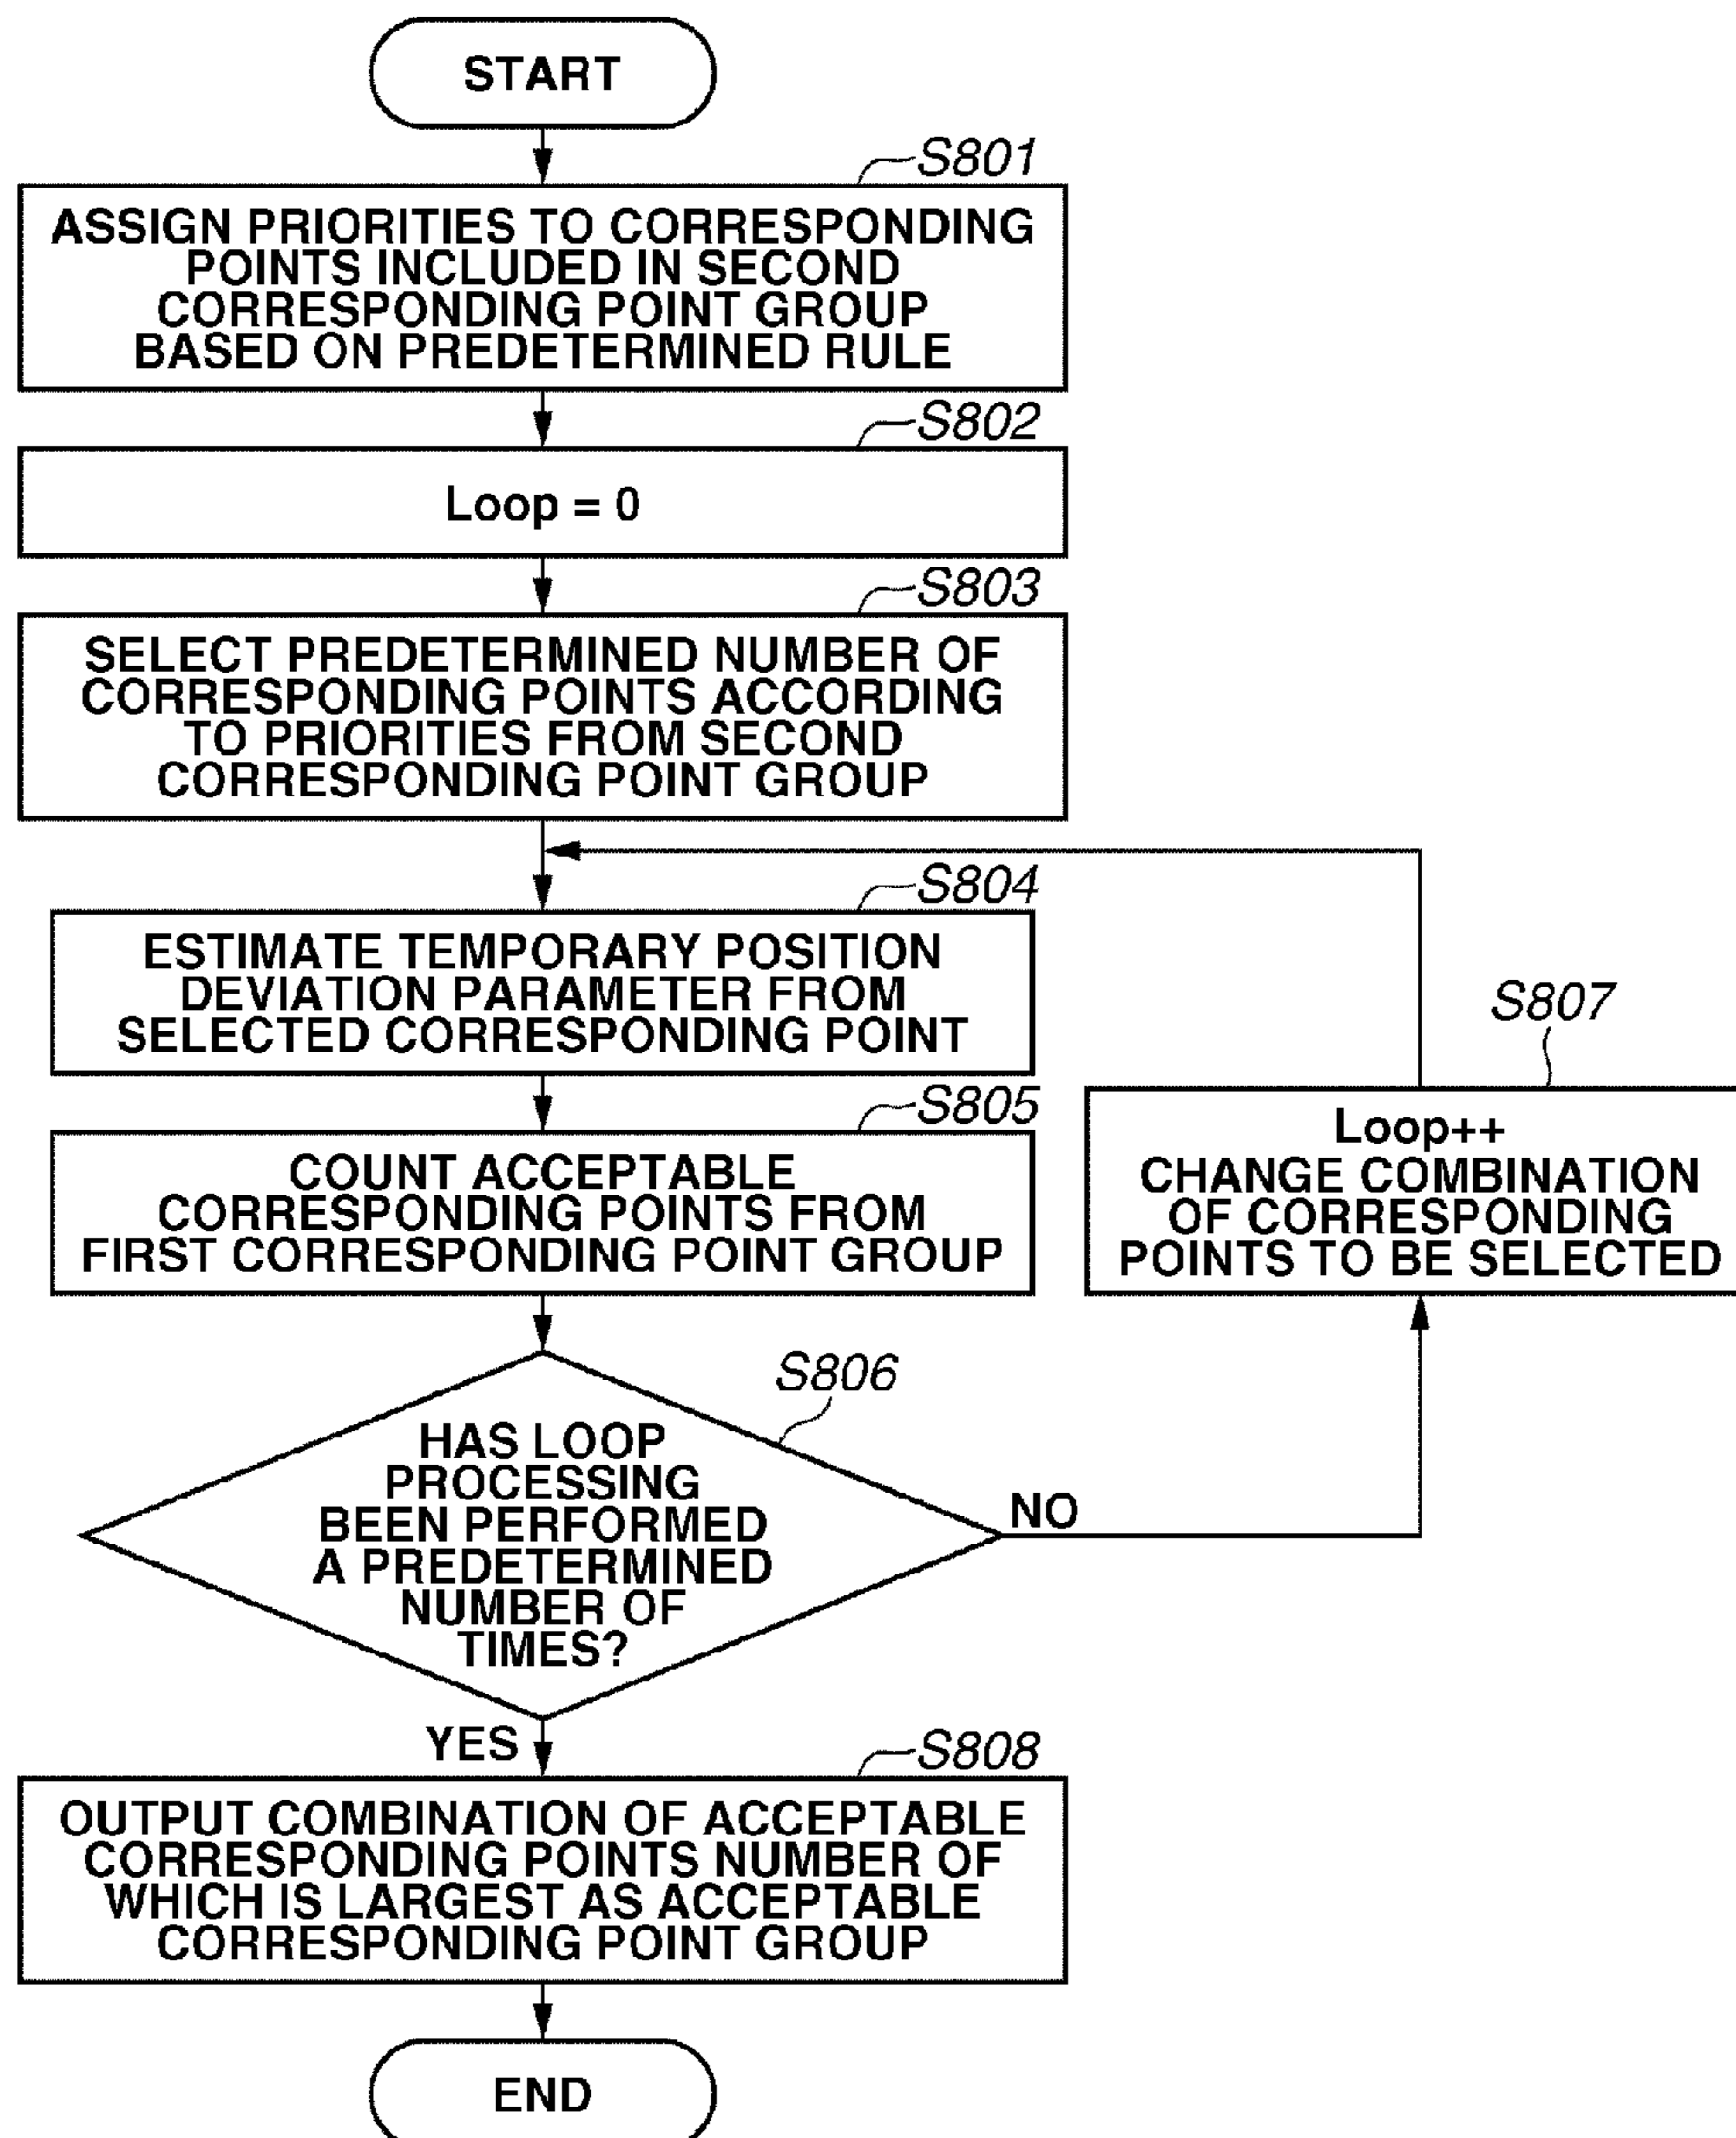 START
S801
ASSIGN PRIORITIES TO CORRESPONDING
POINTS INCLUDED IN SECOND
CORRESPONDING POINT GROUP
BASED ON PREDETERMINED RULE
S802
Loop = 0
S803
SELECT PREDETERMINED NUMBER OF
CORRESPONDING POINTS ACCORDING
TO PRIORITIES FROM SECOND
CORRESPONDING POINT GROUP
S804
ESTIMATE TEMPORARY POSITION
DEVIATION PARAMETER FROM
SELECTED CORRESPONDING POINT
S805
COUNT ACCEPTABLE
CORRESPONDING POINTS FROM
FIRST CORRESPONDING POINT GROUP
S806
HAS LOOP
PROCESSING
BEEN PERFORMED
A PREDETERMINED
NUMBER OF
TIMES?
NO
S807
Loop++
CHANGE COMBINATION
OF CORRESPONDING
POINTS TO BE SELECTED
YES
S808
OUTPUT COMBINATION OF ACCEPTABLE
CORRESPONDING POINTS NUMBER OF
WHICH IS LARGEST AS ACCEPTABLE
CORRESPONDING POINT GROUP
END